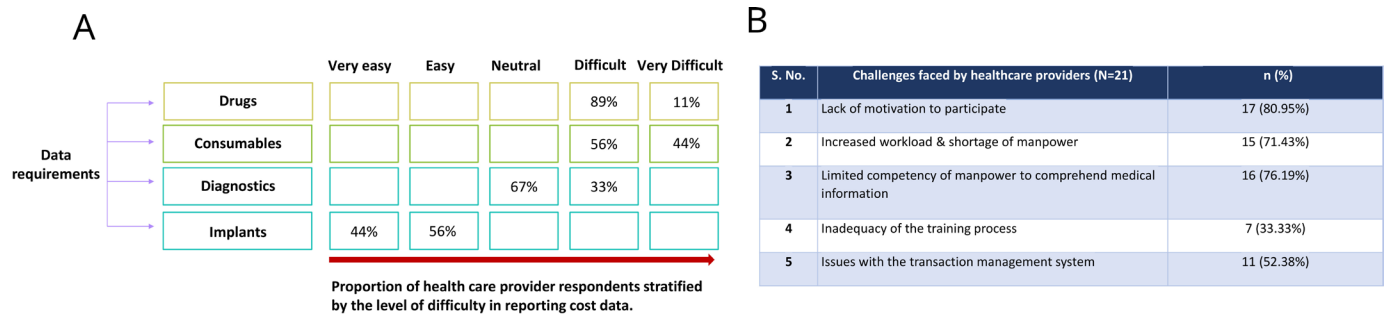 A
Very easy Easy Neutral Difficult Very Difficult
Data requirements
Drugs 89% 11%
Consumables 56% 44%
Diagnostics 67% 33%
Implants 44% 56%
Proportion of health care provider respondents stratified
by the level of difficulty in reporting cost data.
B
S. No. Challenges faced by healthcare providers (N=21) n (%)
1 Lack of motivation to participate 17 (80.95%)
2 Increased workload & shortage of manpower 15 (71.43%)
3 Limited competency of manpower to comprehend medical 16 (76.19%)
information
4 Inadequacy of the training process 7 (33.33%)
5 Issues with the transaction management system 11 (52.38%)